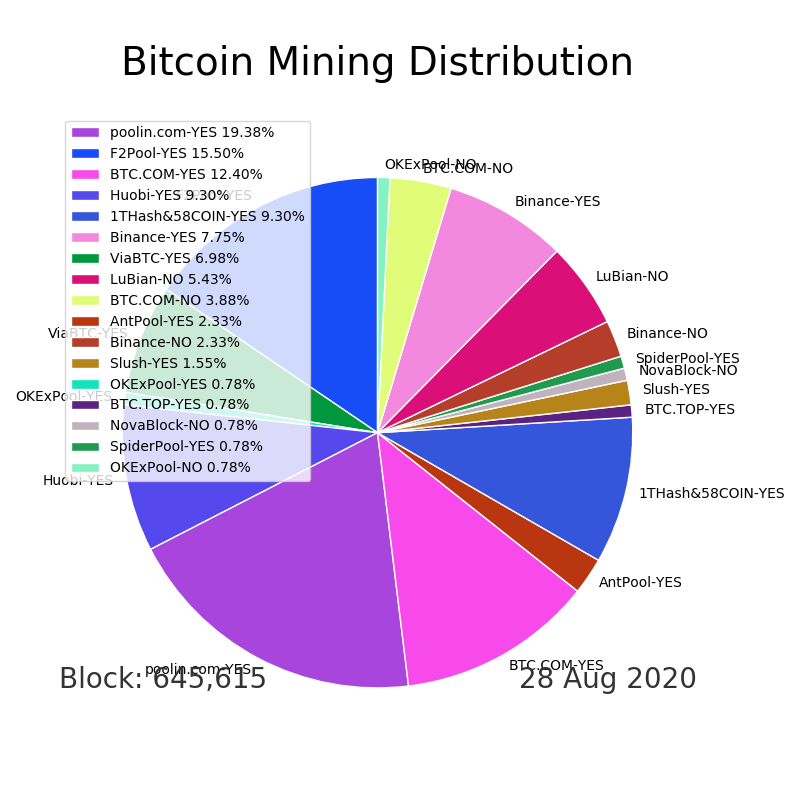 Bitcoin Mining Distribution
poolin.com-YES 19.38%
F2Pool-YES 15.50%
BTC.COM-YES 12.40%
Huobi-YES 9.30%
1THash&58COIN-YES 9.30%
Binance-YES 7.75%
ViaBTC-YES 6.98%
LuBian-NO 5.43%
BTC.COM-NO 3.88%
AntPool-YES 2.33%
Binance-NO 2.33%
Slush-YES 1.55%
OKExPool-YES 0.78%
BTC.TOP-YES 0.78%
NovaBlock-NO 0.78%
SpiderPool-YES 0.78%
OKExPool-NO 0.78%
OKExPool-NO
BTC.COM-NO
Binance-YES
LuBian-NO
Binance-NO
SpiderPool-YES
NovaBlock-NO
Slush-YES
BTC.TOP-YES
1THash&58COIN-YES
AntPool-YES
BTC.COM-YES
poolin.com-YES
Huobi-YES
OKExPool-YES
ViaBTC-YES
Block: 645,615
28 Aug 2020